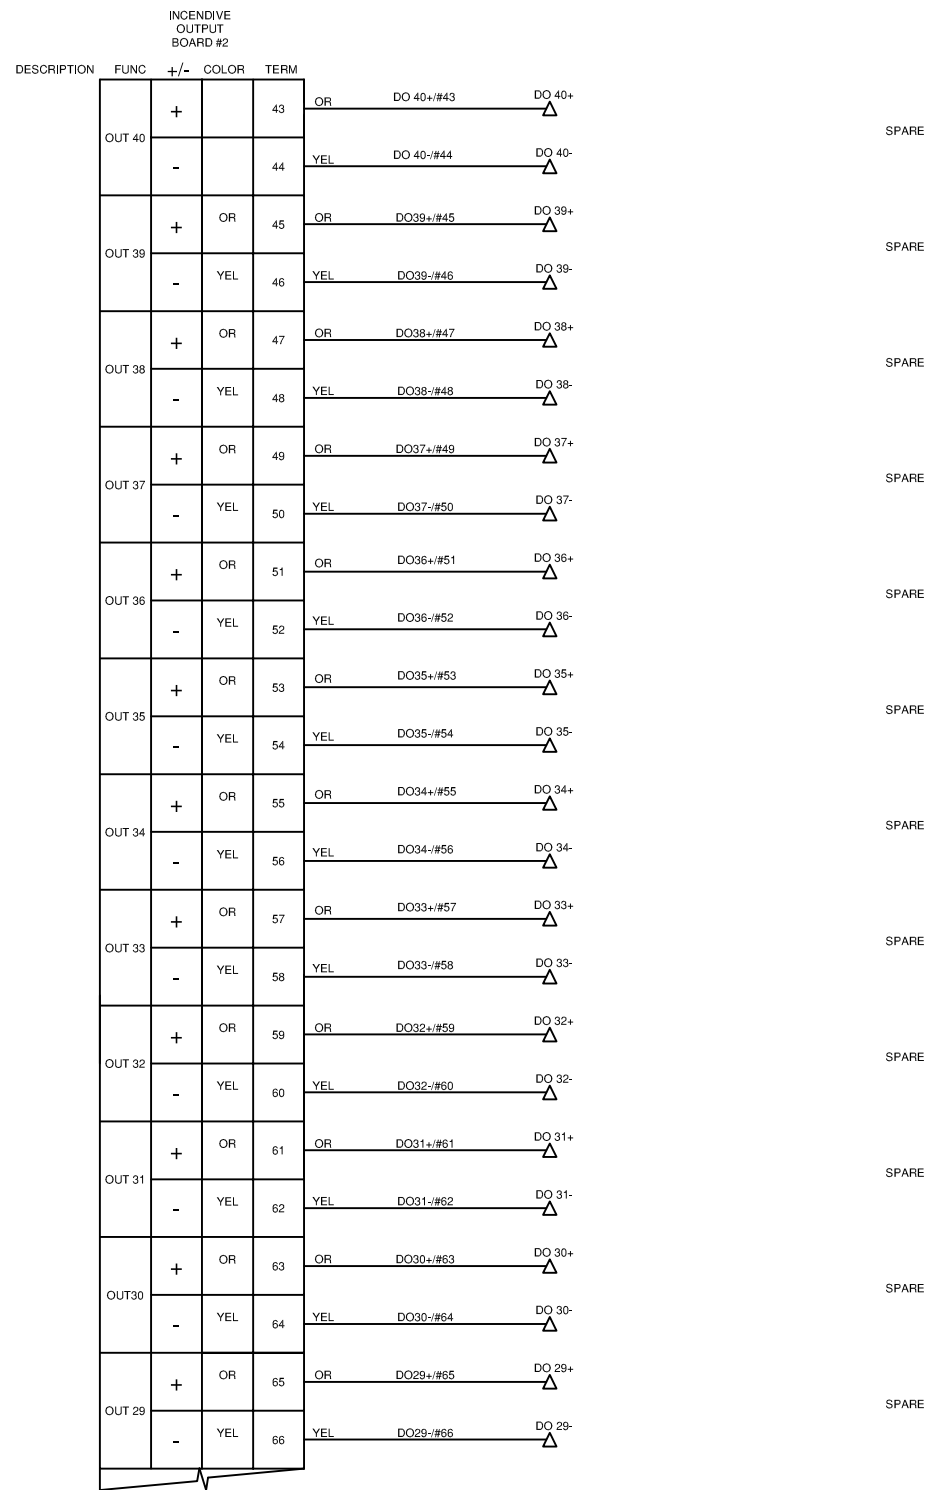 INCENDIVE
OUTPUT
BOARD #2
DESCRIPTION FUNC +/- COLOR TERM
+ 43 OR DO 40+/#43 DO 40+
OUT 40 SPARE
- 44 YEL DO 40-/#44 DO 40-
+ OR 45 OR DO39+/#45 DO 39+
OUT 39 SPARE
- YEL 46 YEL DO39-/#46 DO 39-
+ OR 47 OR DO38+/#47 DO 38+
OUT 38 SPARE
- YEL 48 YEL DO38-/#48 DO 38-
+ OR 49 OR DO37+/#49 DO 37+
OUT 37 SPARE
- YEL 50 YEL DO37-/#50 DO 37-
+ OR 51 OR DO36+/#51 DO 36+
OUT 36 SPARE
- YEL 52 YEL DO36-/#52 DO 36-
+ OR 53 OR DO35+/#53 DO 35+
OUT 35 SPARE
- YEL 54 YEL DO35-/#54 DO 35-
+ OR 55 OR DO34+/#55 DO 34+
OUT 34 SPARE
- YEL 56 YEL DO34-/#56 DO 34-
+ OR 57 OR DO33+/#57 DO 33+
OUT 33 SPARE
- YEL 58 YEL DO33-/#58 DO 33-
+ OR 59 OR DO32+/#59 DO 32+
OUT 32 SPARE
- YEL 60 YEL DO32-/#60 DO 32-
+ OR 61 OR DO31+/#61 DO 31+
OUT 31 SPARE
- YEL 62 YEL DO31-/#62 DO 31-
+ OR 63 OR DO30+/#63 DO 30+
OUT30 SPARE
- YEL 64 YEL DO30-/#64 DO 30-
+ OR 65 OR DO29+/#65 DO 29+
OUT 29 SPARE
- YEL 66 YEL DO29-/#66 DO 29-